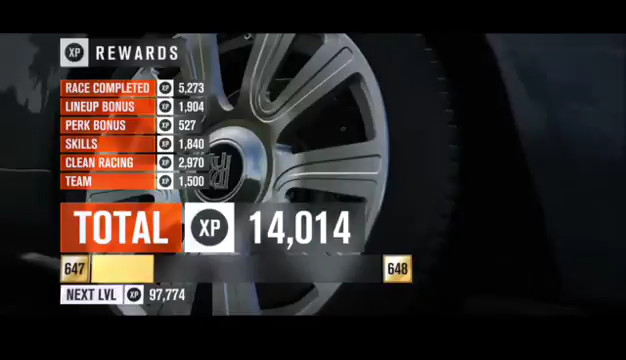 XP REWARDS
RACE COMPLETED XP 5,273
LINEUP BONUS XP 1,904
PERK BONUS XP 527
SKILLS XP 1,840
CLEAN RACING XP 2,970
TEAM XP 1,500
TOTAL XP 14,014
647 648
NEXT LVL XP 97,774